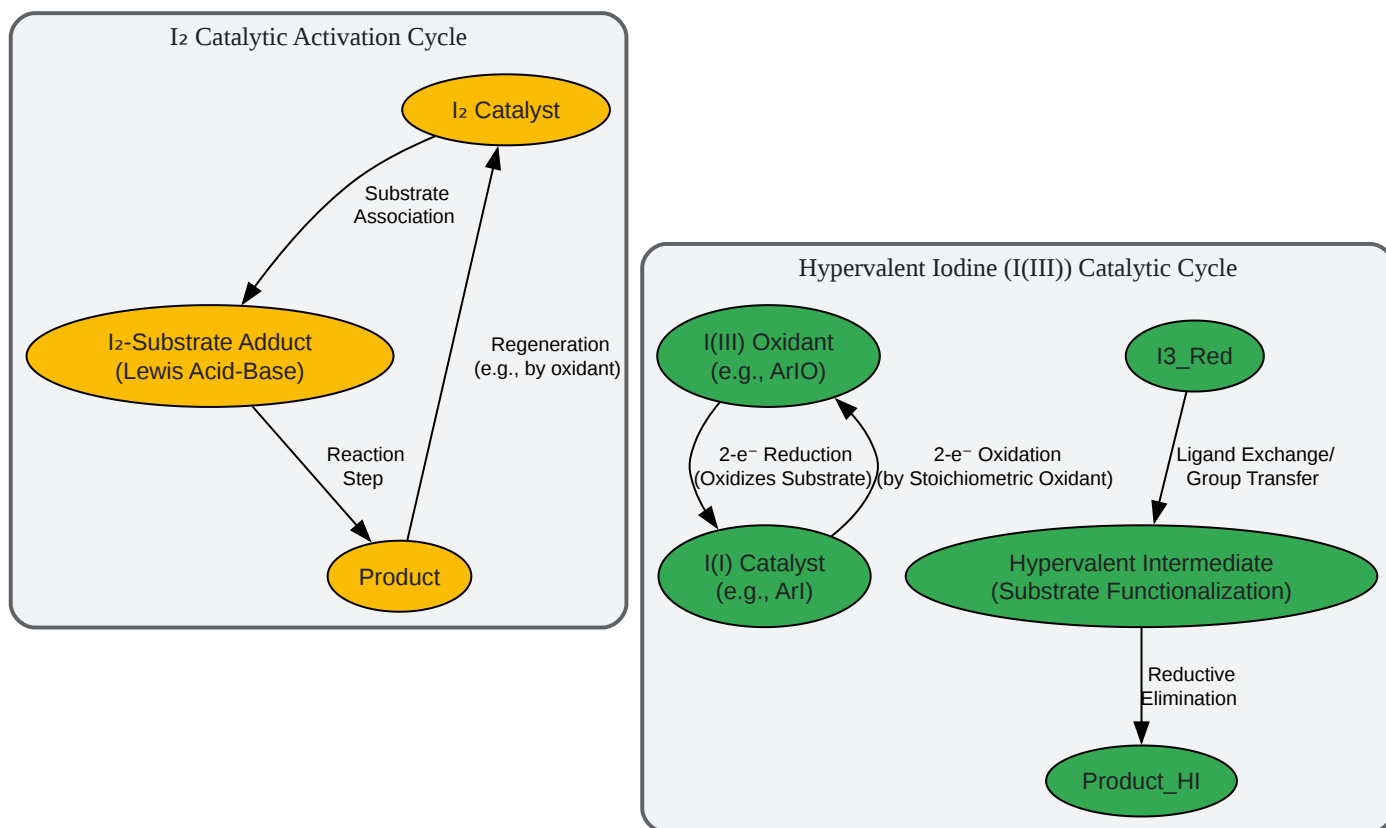 I₂ Catalytic Activation Cycle
I₂ Catalyst
Substrate
Association
I₂-Substrate Adduct
(Lewis Acid-Base)
Regeneration
(e.g., by oxidant)
Reaction
Step
Product
Hypervalent Iodine (I(III)) Catalytic Cycle
I(III) Oxidant
(e.g., ArIO)
I3_Red
2-e⁻ Reduction
(Oxidizes Substrate)
2-e⁻ Oxidation
(by Stoichiometric Oxidant)
Ligand Exchange/
Group Transfer
I(I) Catalyst
(e.g., ArI)
Hypervalent Intermediate
(Substrate Functionalization)
Reductive
Elimination
Product_HI